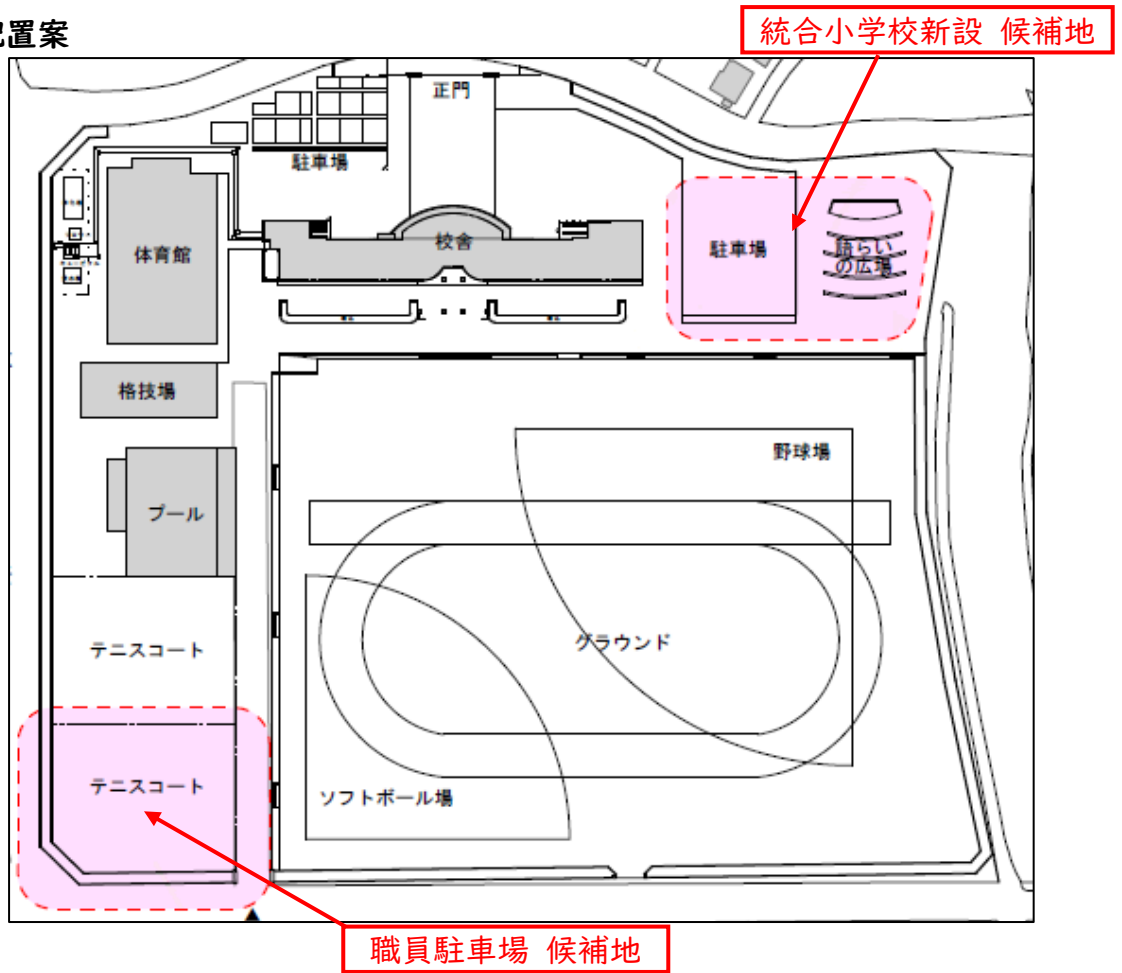 置案
統合小学校新設 候補地
正門
駐車場
校舎
体育館
駐車場
語らい
の広場
格技場
野球場
プール
グラウンド
テニスコート
テニスコート
ソフトボール場
職員駐車場 候補地